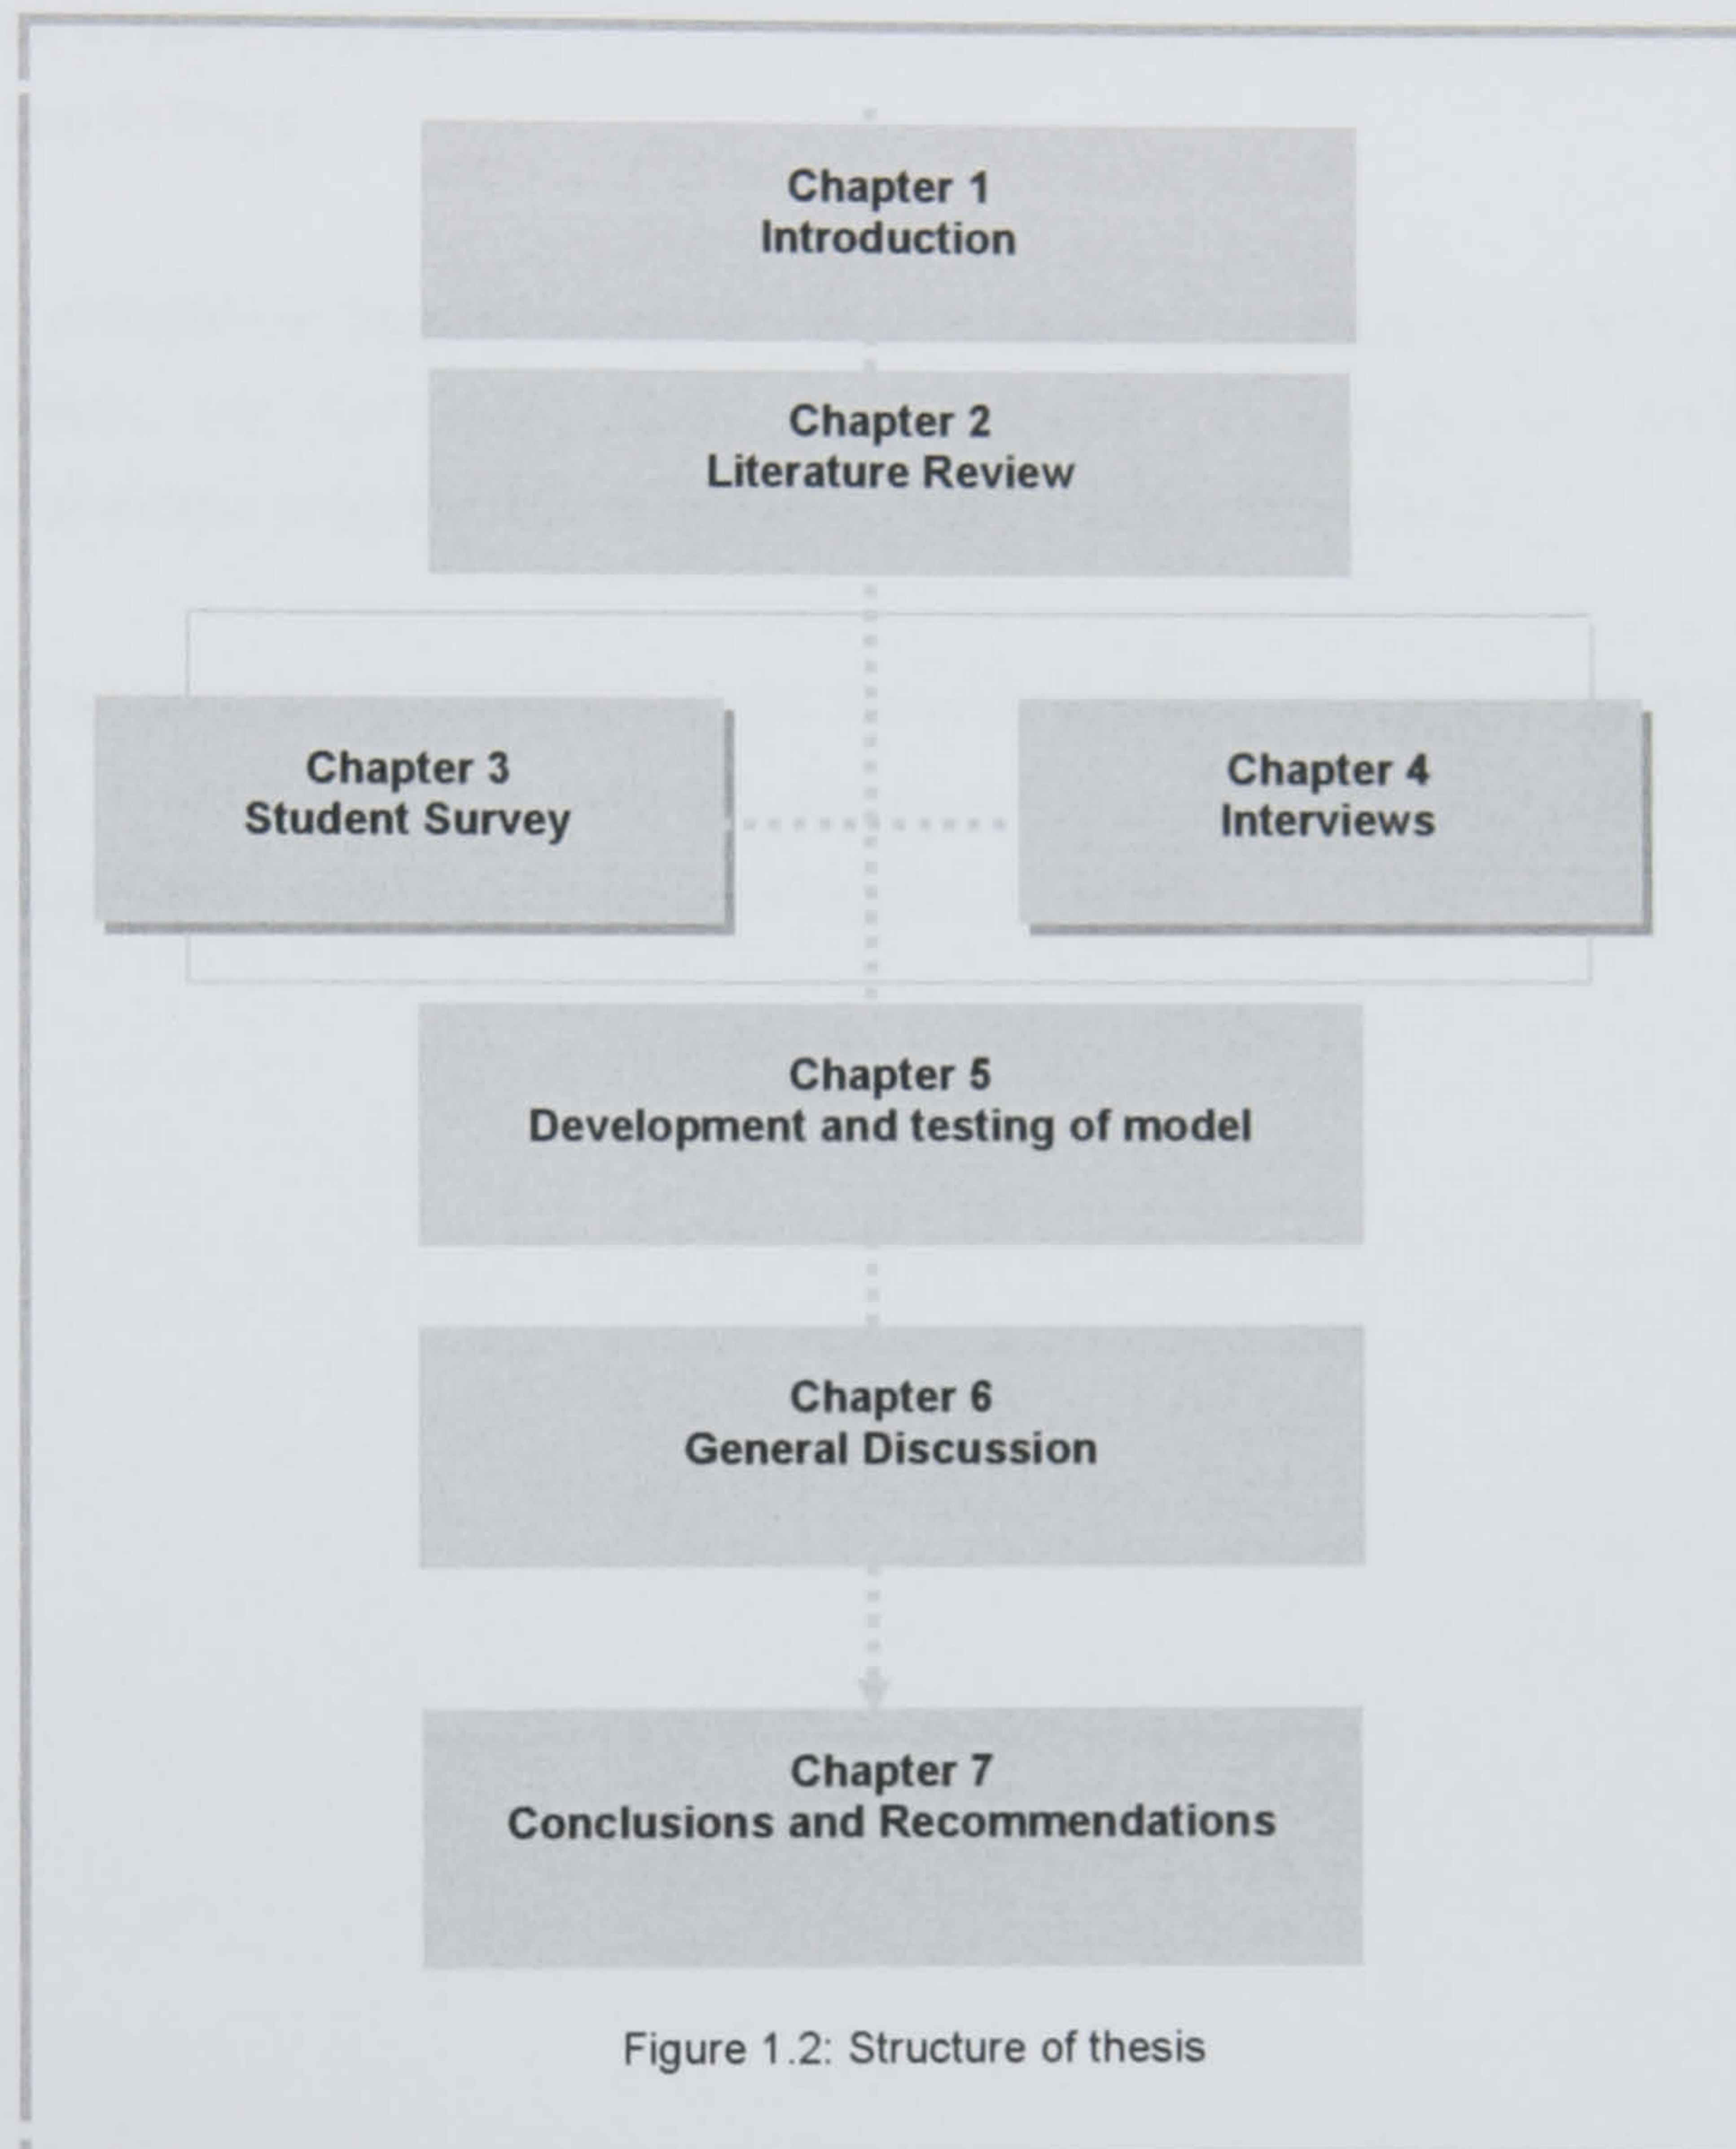 Chapter 1
Introduction
Chapter 2
Literature Review
Chapter 3
Student Survey
Chapter 4
Interviews
Chapter 5
Development and testing of model
Chapter 6
General Discussion
Chapter 7
Conclusions and Recommendations
Figure 1.2: Structure of thesis